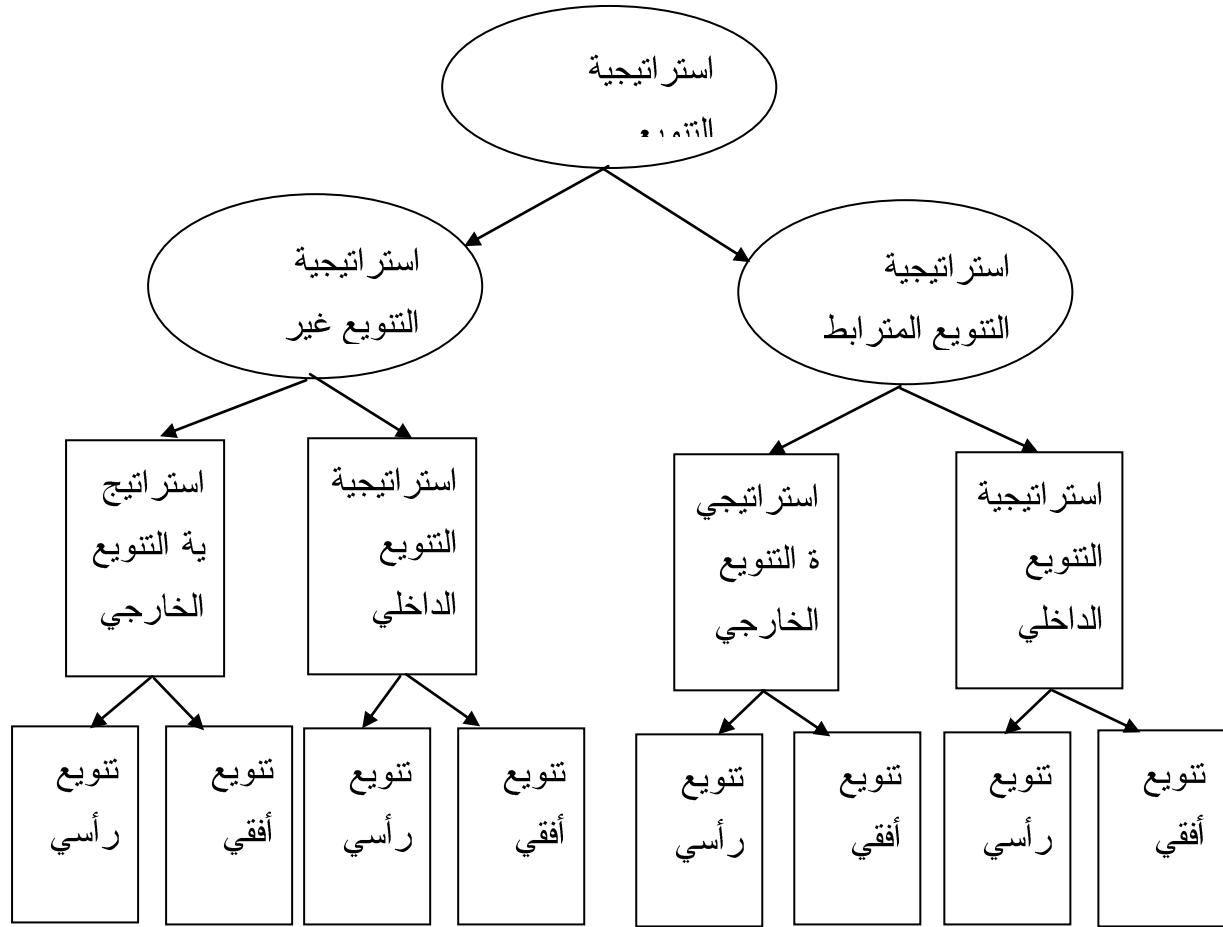 استراتيجية
التنويع
استراتيجية
التنويع المترابط
استراتيجية
التنويع غير
استراتيجية
التنويع
الداخلي
استراتيجي
ة التنويع
الخارجي
استراتيجية
التنويع
الداخلي
استراتيج
ية التنويع
الخارجي
تنويع
أفقي
تنويع
رأسي
تنويع
أفقي
تنويع
رأسي
تنويع
أفقي
تنويع
رأسي
تنويع
أفقي
تنويع
رأسي